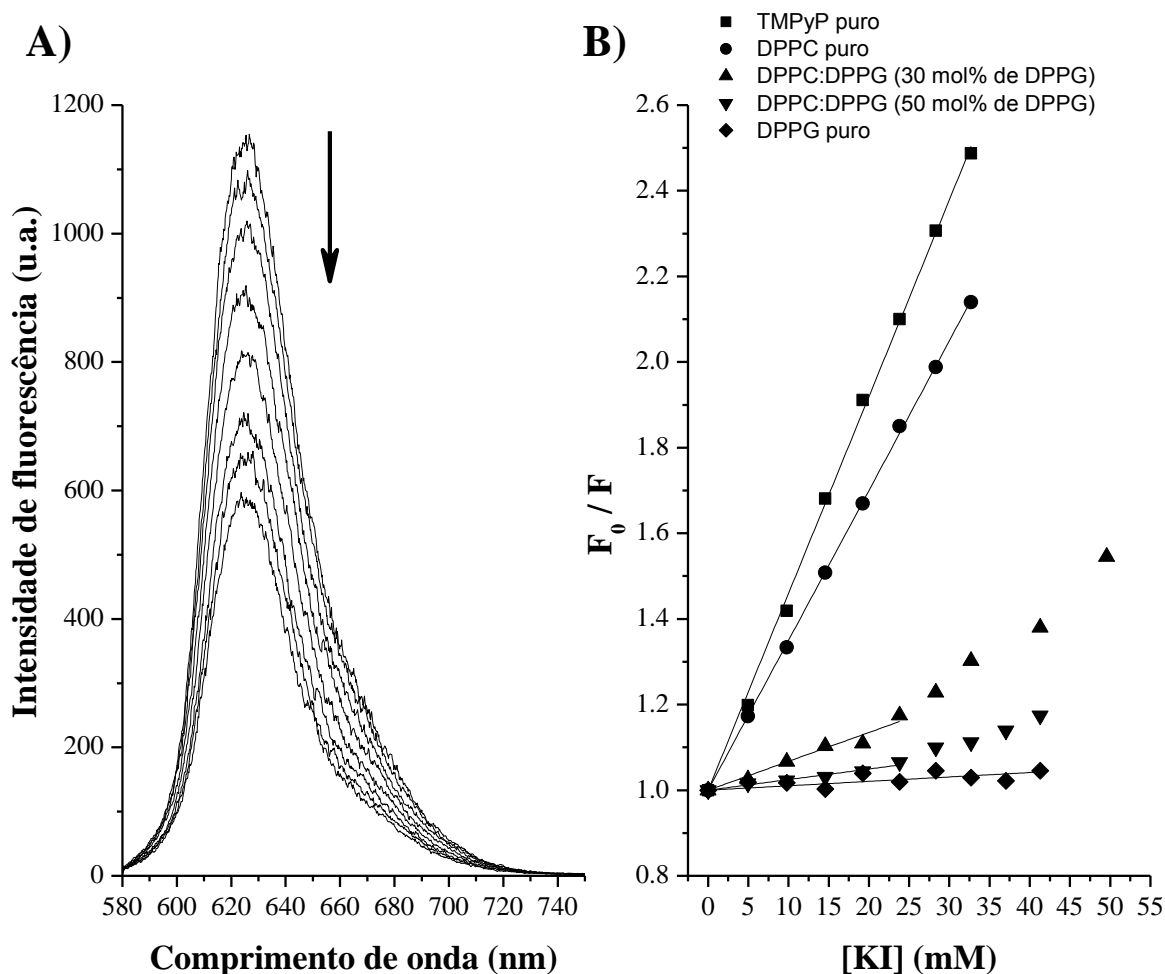 A)
Intensidade de fluorescência (u.a.)
1200
1000
800
600
400
200
0
580 600 620 640 660 680 700 720 740
Comprimento de onda (nm)
B)
TMPyP puro
DPPC puro
DPPC:DPPG (30 mol% de DPPG)
DPPC:DPPG (50 mol% de DPPG)
DPPG puro
F0 / F
2.6
2.4
2.2
2.0
1.8
1.6
1.4
1.2
1.0
0.8
0 5 10 15 20 25 30 35 40 45 50 55
[KI] (mM)